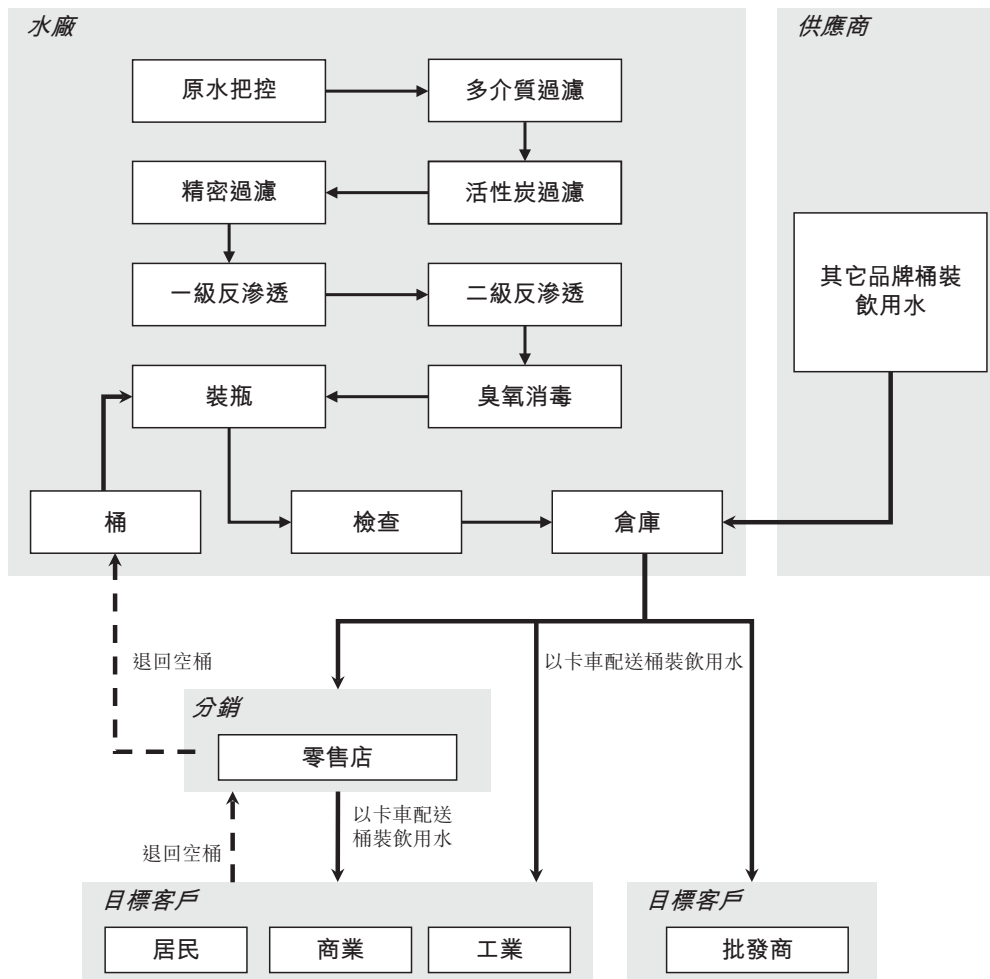 水廠
供應商
原水把控
多介質過濾
精密過濾
活性炭過濾
其它品牌桶裝
飲用水
一級反滲透
二級反滲透
裝瓶
臭氧消毒
桶
檢查
倉庫
退回空桶
以卡車配送桶裝飲用水
分銷
零售店
以卡車配送
桶裝飲用水
退回空桶
目標客戶
目標客戶
居民
商業
工業
批發商